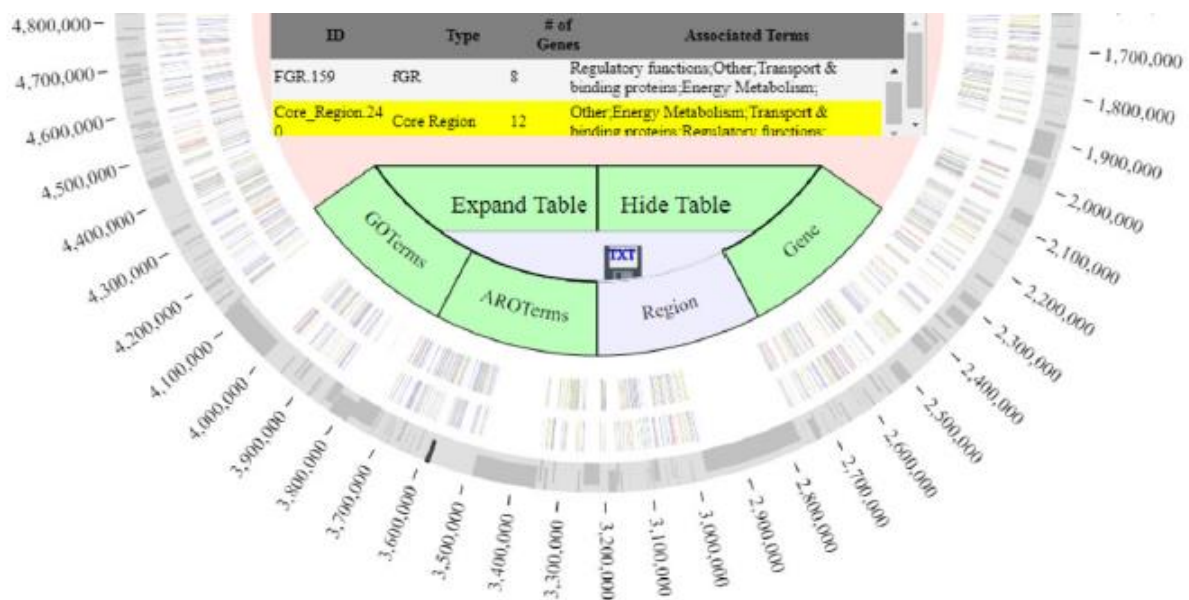 ID Type # of Genes Associated Terms
FGR.159 fGR 8 Regulatory functions;Other;Transport &
binding proteins;Energy Metabolism;
Core_Region.24 Core Region 12 Other;Energy Metabolism;Transport &
0 binding proteins;Regulatory functions;
Expand Table Hide Table
GOTerms
AROTerms
TXT
Region
Gene
4,800,000
4,700,000
4,600,000
4,500,000
4,400,000
4,300,000
4,200,000
4,100,000
4,000,000
3,900,000
3,800,000
3,700,000
3,600,000
3,500,000
3,400,000
3,300,000
3,200,000
3,100,000
3,000,000
2,900,000
2,800,000
2,700,000
2,600,000
2,500,000
2,400,000
2,300,000
2,200,000
2,100,000
2,000,000
1,900,000
1,800,000
1,700,000